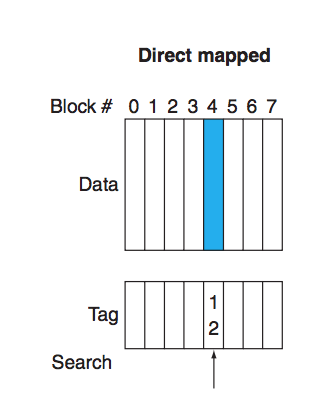 Direct mapped
Block # 0 1 2 3 4 5 6 7
Data
1
Tag
2
Search